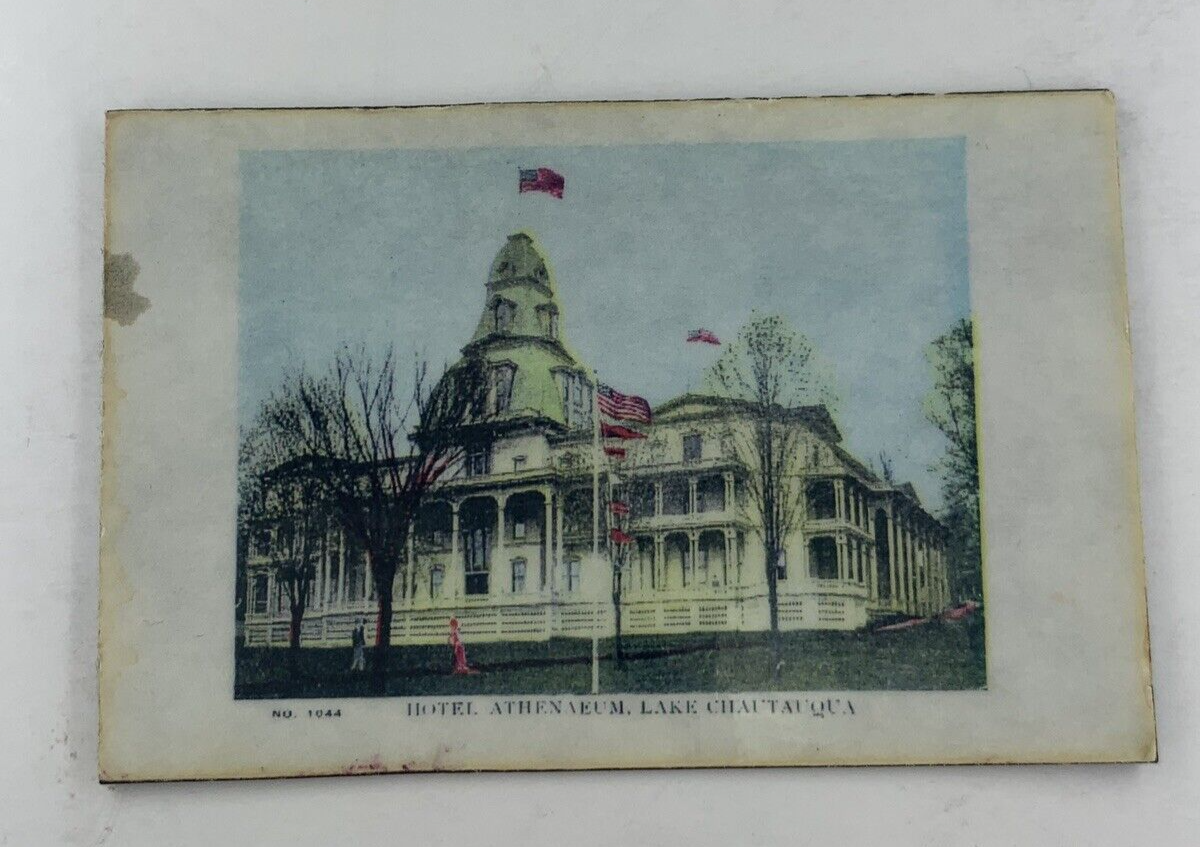 NO. 1044
HOTEL ATHENAEUM, LAKE CHAUTAUQUA